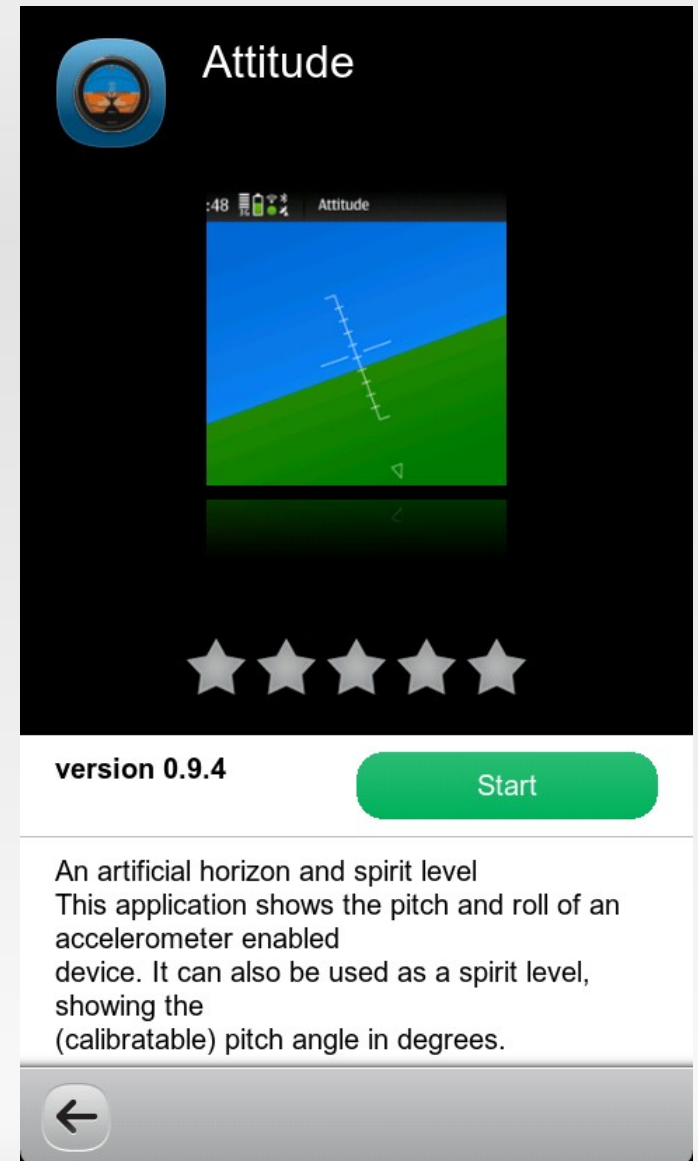 Attitude
:48 3G Attitude
version 0.9.4
Start
An artificial horizon and spirit level
This application shows the pitch and roll of an
accelerometer enabled
device. It can also be used as a spirit level,
showing the
(calibratable) pitch angle in degrees.